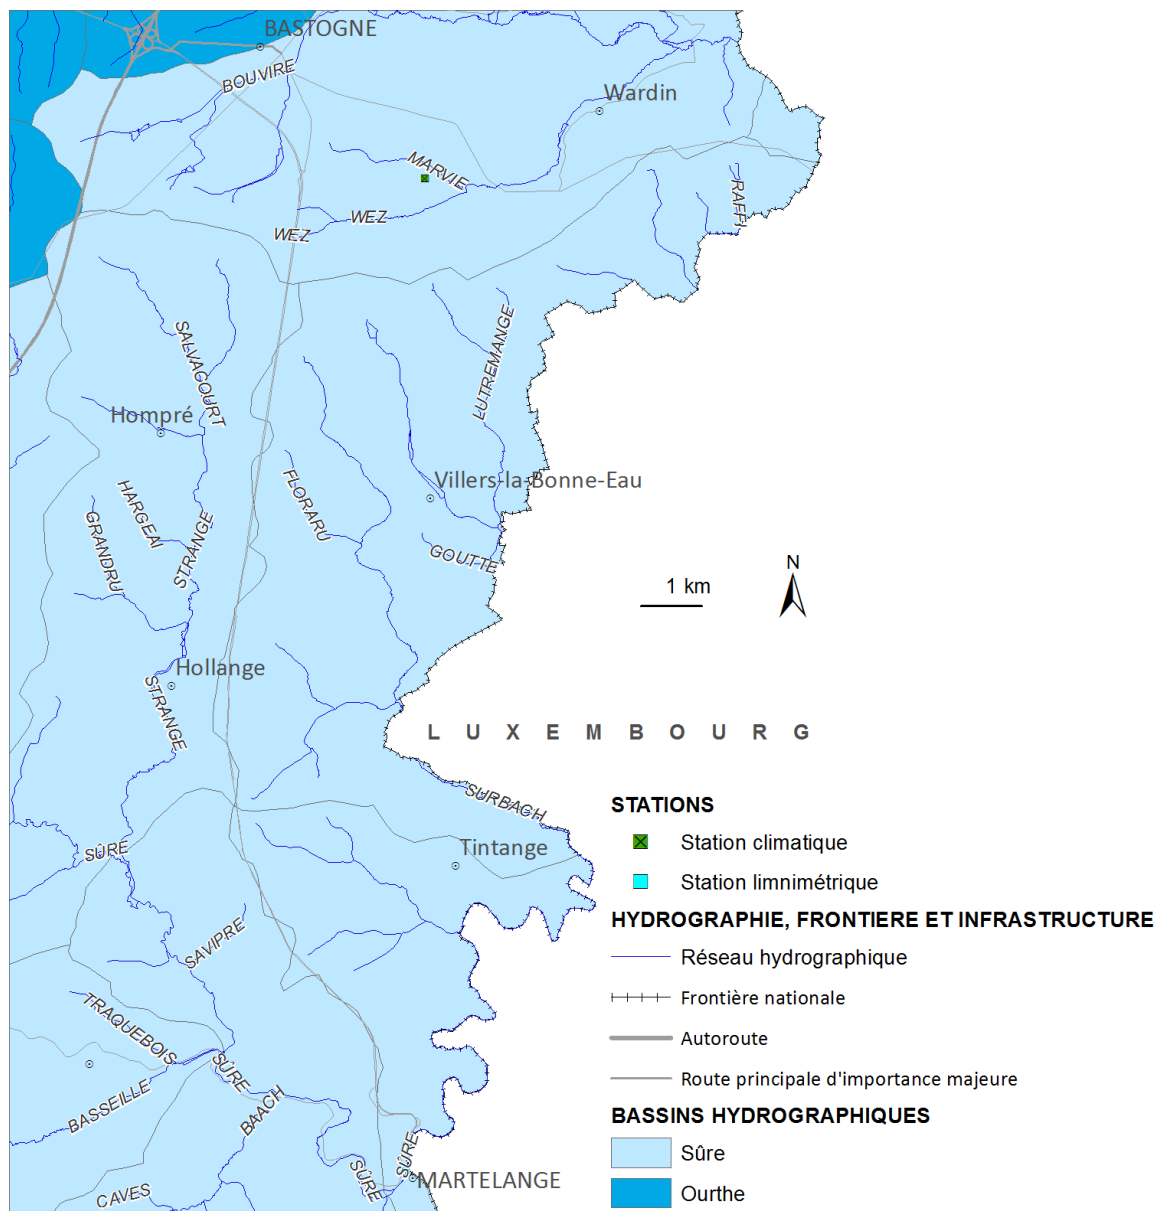 BASTOGNE
BOUVIRE
Wardin
MARVIE
RAFFI
WEZ
WEZ
LUTREMANGE
SALVACOURT
Hompré
Villers-la-Bonne-Eau
FLORARU
HARGEAI
GRANDRU
STRANGE
GOUTTE
N
1 km
Hollange
STRANGE
LUXEMBOURG
SURBACH
STATIONS
Station climatique
Tintange
SÛRE
Station limnimétrique
HYDROGRAPHIE, FRONTIERE ET INFRASTRUCTURE
SAVIPRE
Réseau hydrographique
Frontière nationale
TRAQUEBOIS
Autoroute
SÛRE
Route principale d'importance majeure
BASSEILLE
BAACH
BASSINS HYDROGRAPHIQUES
SÛRE
Sûre
SÛRE
MARTELANGE
CAVES
Ourthe